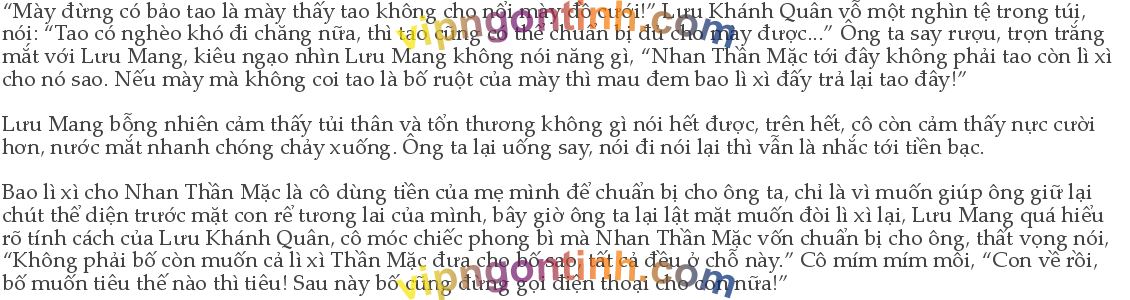 “Mày đừng có bảo tao là mày thấy tao không cho nổi mày đồ cưới!” Lưu Khánh Quân vỗ một nghìn tệ trong túi,
nói: “Tao có nghèo khó đi chăng nữa, thì tao cũng có thể chuẩn bị đủ cho mày được...” Ông ta say rượu, trợn trắng
mắt với Lưu Mang, kiêu ngạo nhìn Lưu Mang không nói năng gì, “Nhan Thần Mặc tới đây không phải tao còn lì xì
cho nó sao. Nếu mày mà không coi tao là bố ruột của mày thì mau đem bao lì xì đấy trả lại tao đây!”
Lưu Mang bỗng nhiên cảm thấy tủi thân và tổn thương không gì nói hết được, trên hết, cô còn cảm thấy nực cười
hơn, nước mắt nhanh chóng chảy xuống. Ông ta lại uống say, nói đi nói lại thì vẫn là nhắc tới tiền bạc.
Bao lì xì cho Nhan Thần Mặc là cô dùng tiền của mẹ mình để chuẩn bị cho ông ta, chỉ là vì muốn giúp ông giữ lại
chút thể diện trước mặt con rể tương lai của mình, bây giờ ông ta lại lật mặt muốn đòi lì xì lại, Lưu Mang quá hiểu
rõ tính cách của Lưu Khánh Quân, cô móc chiếc phong bì mà Nhan Thần Mặc vốn chuẩn bị cho ông, thất vọng nói,
“Không phải bố còn muốn cả lì xì Thần Mặc đưa cho bố sao, tất cả đều ở chỗ này.” Cô mím mím môi, “Con về rồi,
bố muốn tiêu thế nào thì tiêu! Sau này bố cũng đừng gọi điện thoại cho con nữa!”
vipngontinh.com
vipngontinh.com